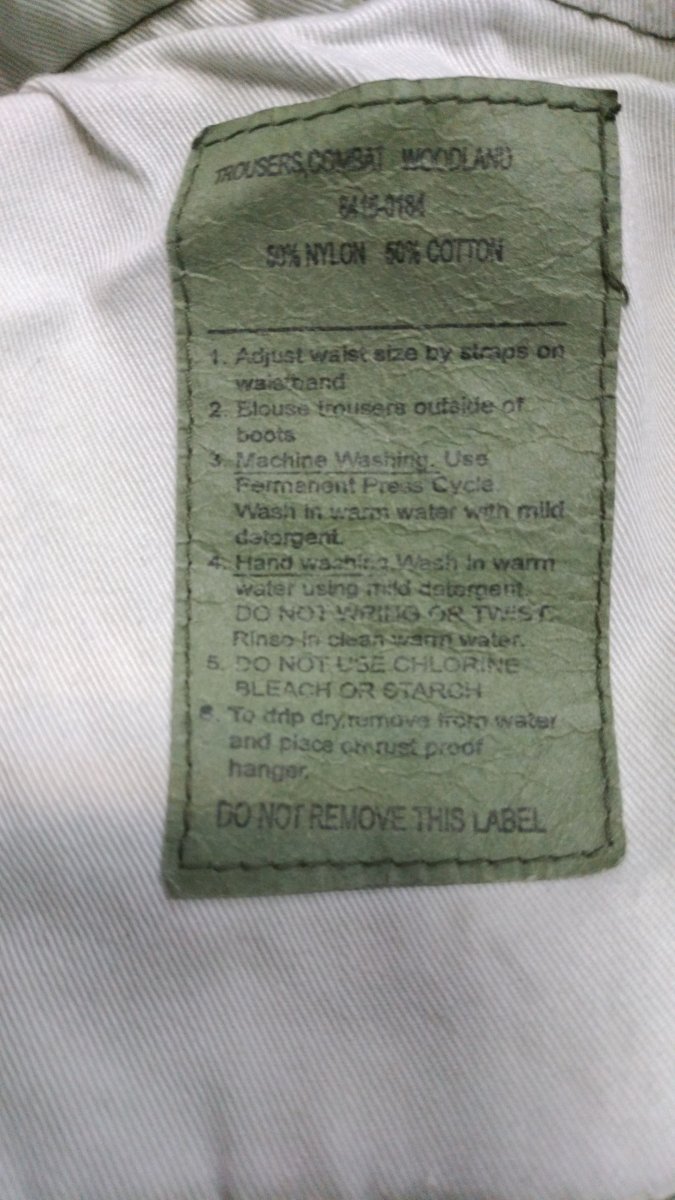 TROUSERS, COMBAT WOODLAND
8415-0184
50% NYLON 50% COTTON
1. Adjust waist size by straps on
waistband
2. Blouse trousers outside of
boots
3. Machine Washing. Use
Permanent Press Cycle
Wash in warm water with mild
detergent.
4. Hand washing. Wash in warm
water using mild detergent.
DO NOT WRING OR TWIST.
Rinse in clean warm water.
5. DO NOT USE CHLORINE
BLEACH OR STARCH
6. To drip dry, remove from water
and place on rust proof
hanger.
DO NOT REMOVE THIS LABEL